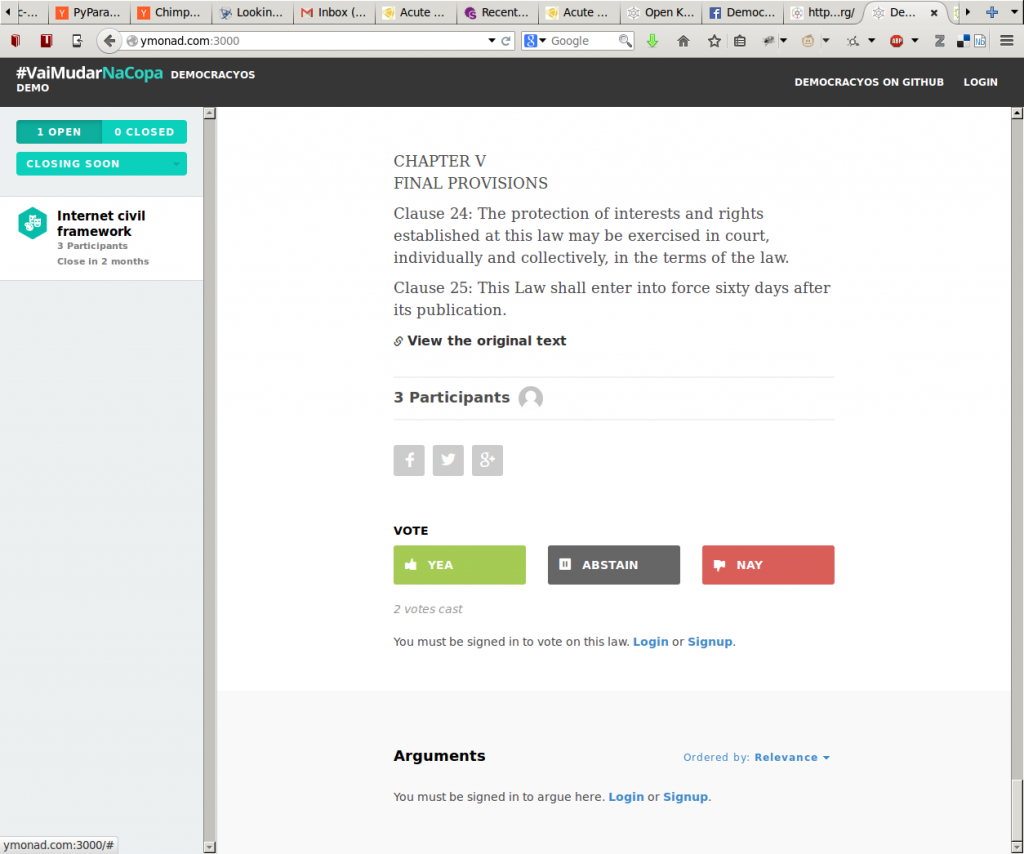 c-...
PyPara...
Chimp...
Lookin...
Inbox (...
Acute ...
Recent...
Acute ...
Open K...
Democ...
http...rg/
De...
ymonad.com:3000
Google
#VaiMudarNaCopa DEMOCRACYOS
DEMO
DEMOCRACYOS ON GITHUB
LOGIN
1 OPEN
0 CLOSED
CLOSING SOON
Internet civil
framework
3 Participants
Close in 2 months
CHAPTER V
FINAL PROVISIONS
Clause 24: The protection of interests and rights
established at this law may be exercised in court,
individually and collectively, in the terms of the law.
Clause 25: This Law shall enter into force sixty days after
its publication.
View the original text
3 Participants
VOTE
YEA
ABSTAIN
NAY
2 votes cast
You must be signed in to vote on this law. Login or Signup.
Arguments
Ordered by: Relevance
You must be signed in to argue here. Login or Signup.
ymonad.com:3000/#